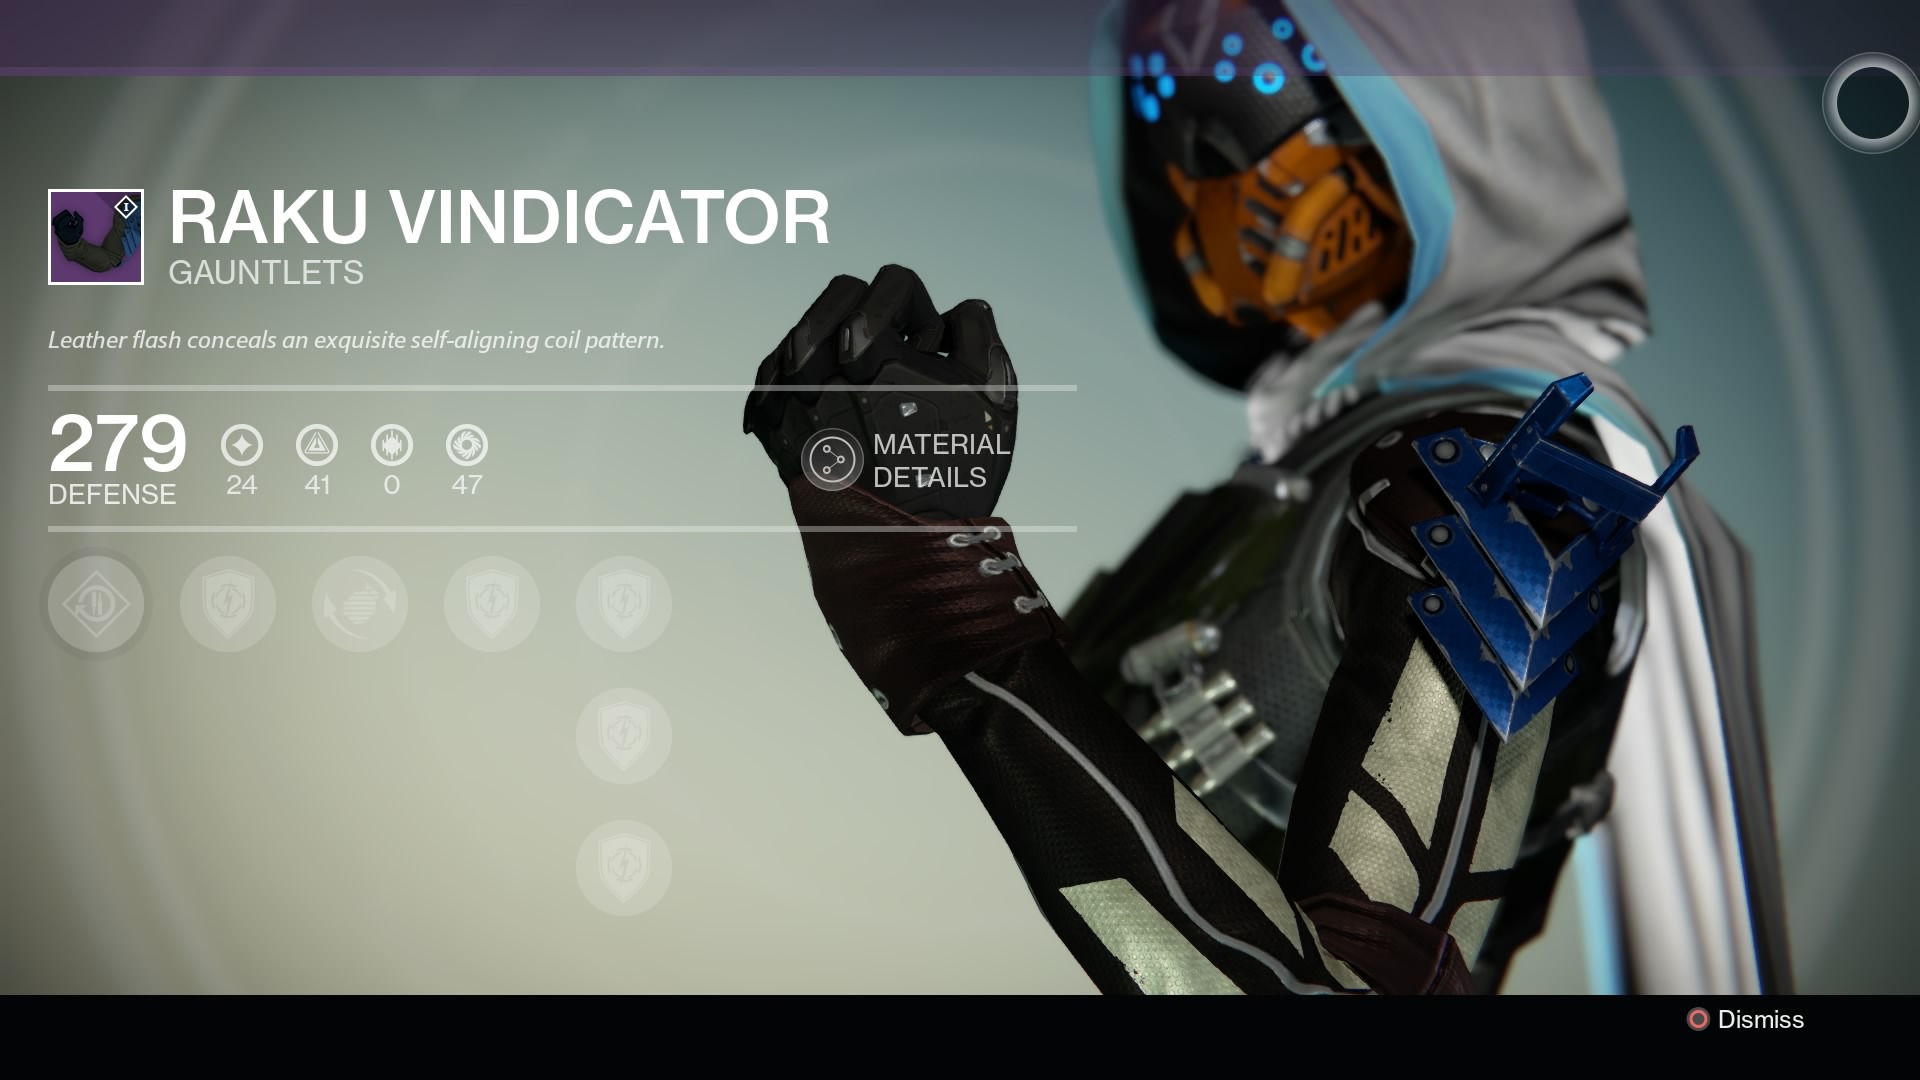 RAKU VINDICATOR
GAUNTLETS
Leather flash conceals an exquisite self-aligning coil pattern.
279
DEFENSE
24
41
0
47
MATERIAL
DETAILS
Dismiss